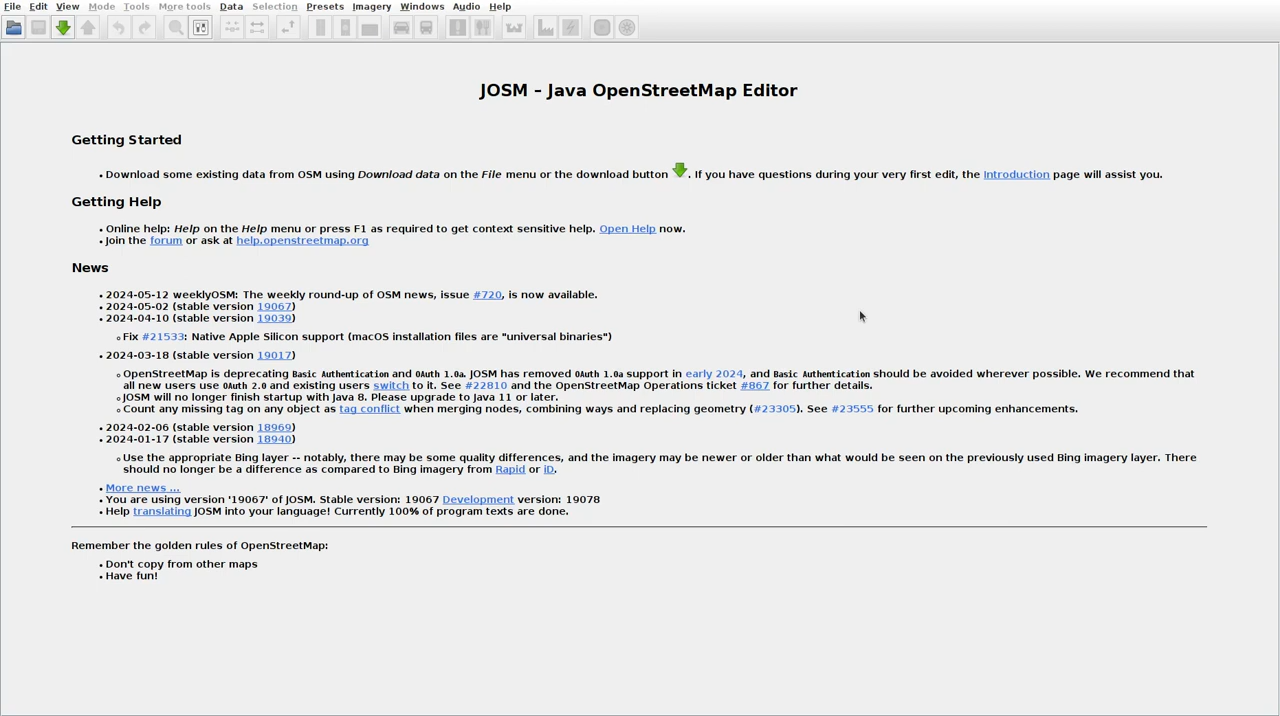 File Edit View Mode Tools More tools Data Selection Presets Imagery Windows Audio Help
JOSM – Java OpenStreetMap Editor
Getting Started
• Download some existing data from OSM using Download data on the File menu or the download button . If you have questions during your very first edit, the Introduction page will assist you.
Getting Help
• Online help: Help on the Help menu or press F1 as required to get context sensitive help. Open Help now.
• Join the forum or ask at help.openstreetmap.org
News
• 2024-05-12 weeklyOSM: The weekly round-up of OSM news, issue #720, is now available.
• 2024-05-02 (stable version 19067)
• 2024-04-10 (stable version 19039)
◦ Fix #21533: Native Apple Silicon support (macOS installation files are "universal binaries")
• 2024-03-18 (stable version 19017)
◦ OpenStreetMap is deprecating Basic Authentication and OAuth 1.0a. JOSM has removed OAuth 1.0a support in early 2024, and Basic Authentication should be avoided wherever possible. We recommend that
all new users use OAuth 2.0 and existing users switch to it. See #22810 and the OpenStreetMap Operations ticket #867 for further details.
◦ JOSM will no longer finish startup with Java 8. Please upgrade to Java 11 or later.
◦ Count any missing tag on any object as tag conflict when merging nodes, combining ways and replacing geometry (#23305). See #23555 for further upcoming enhancements.
• 2024-02-06 (stable version 18969)
• 2024-01-17 (stable version 18940)
◦ Use the appropriate Bing layer -- notably, there may be some quality differences, and the imagery may be newer or older than what would be seen on the previously used Bing imagery layer. There
should no longer be a difference as compared to Bing imagery from Rapid or iD.
• More news ...
• You are using version '19067' of JOSM. Stable version: 19067 Development version: 19078
• Help translating JOSM into your language! Currently 100% of program texts are done.
Remember the golden rules of OpenStreetMap:
• Don't copy from other maps
• Have fun!